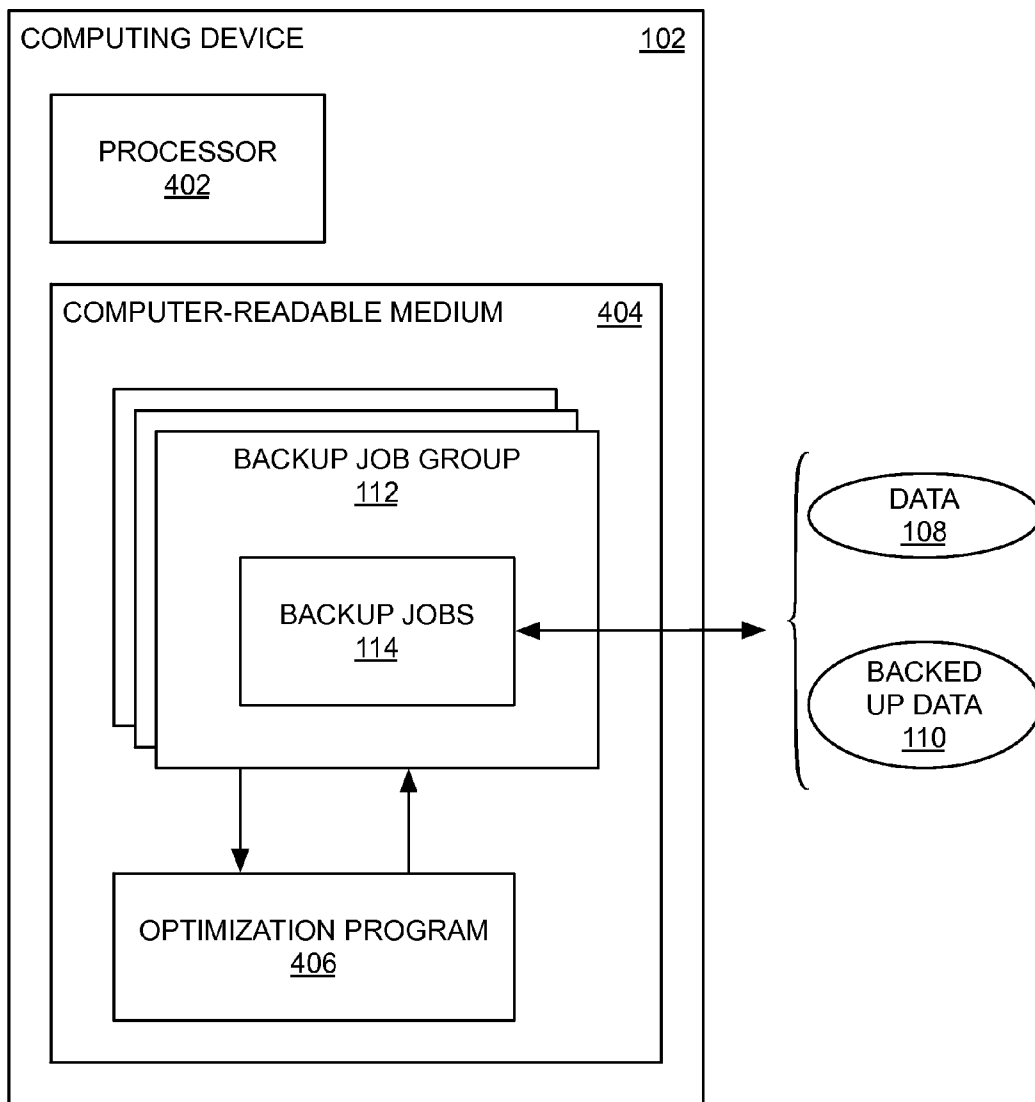 COMPUTING DEVICE 102
PROCESSOR
402
COMPUTER-READABLE MEDIUM 404
BACKUP JOB GROUP
112
BACKUP JOBS
114
OPTIMIZATION PROGRAM
406
DATA
108
BACKED
UP DATA
110